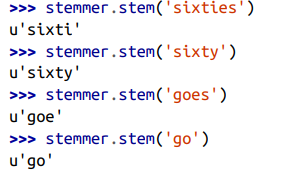 >>> stemmer.stem('sixties')
u'sixti'
>>> stemmer.stem('sixty')
u'sixty'
>>> stemmer.stem('goes')
u'goe'
>>> stemmer.stem('go')
u'go'